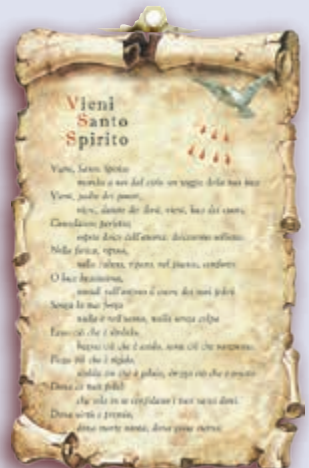 Vieni
Santo
Spirito
Vieni, Santo Spirito
manda a noi dal cielo un raggio della tua luce
Vieni, padre dei poveri,
vieni, datore dei doni, vieni, luce dei cuori.
Consolatore perfetto,
ospite dolce dell'anima, dolcissimo sollievo.
Nella fatica, riposo,
nella calura, riparo, nel pianto, conforto
O luce beatissima,
invadi nell'intimo il cuore dei tuoi fedeli
Senza la tua forza
nulla è nell'uomo, nulla senza colpa
Lava ciò che è sordido,
bagna ciò che è arido, sana ciò che sanguina.
Piega ciò che è rigido,
scalda ciò che è gelido, drizza ciò che è sviato
Dona ai tuoi fedeli
che solo in te confidano i tuoi santi doni.
Dona virtù e premio,
dona morte santa, dona gioia eterna.